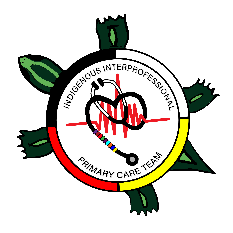 INDIGENOUS INTERPROFESSIONAL
PRIMARY CARE TEAM